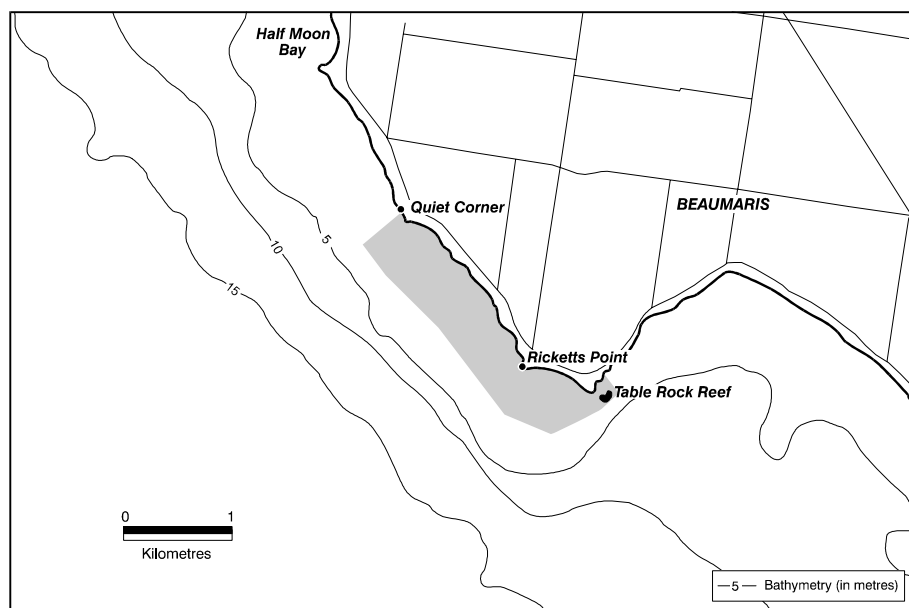 Half Moon
Bay
Quiet Corner
BEAUMARIS
5
10
15
Ricketts Point
Table Rock Reef
0 1
Kilometres
—5— Bathymetry (in metres)